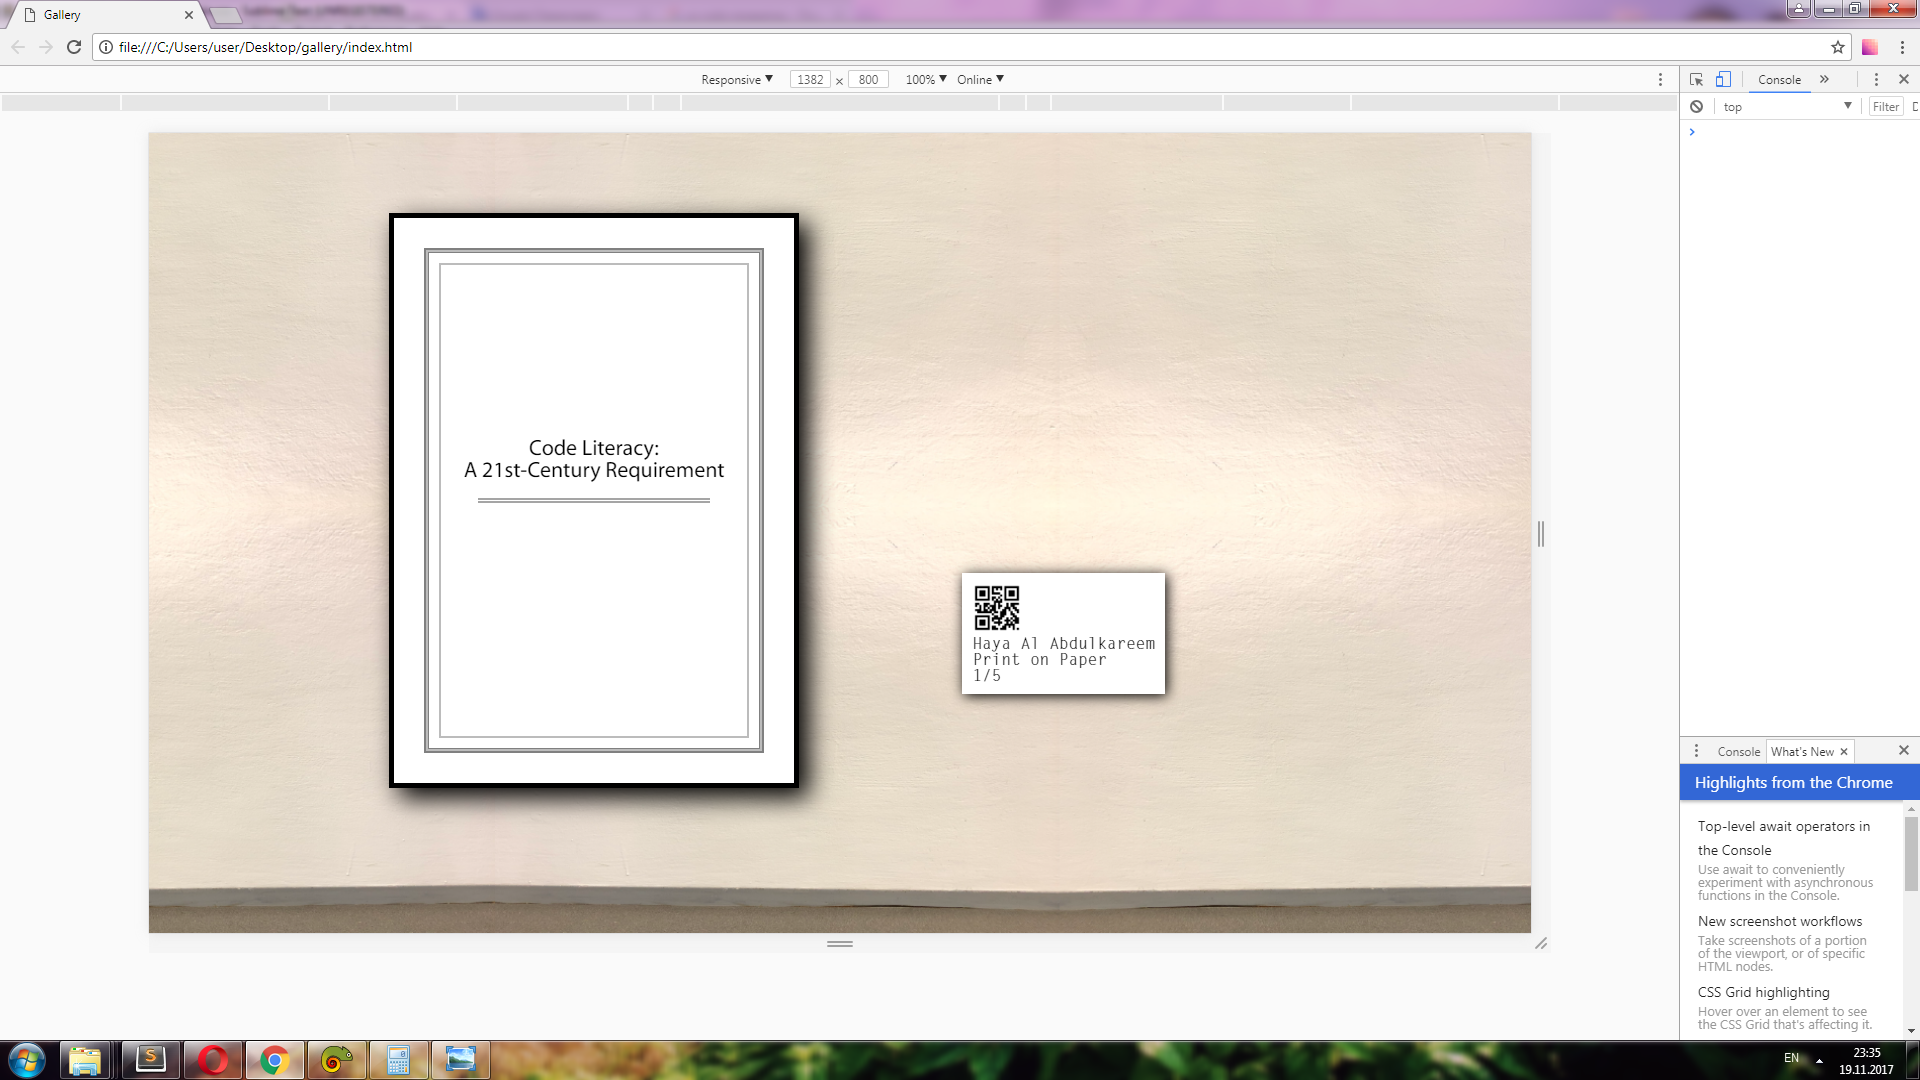 Gallery
file:///C:/Users/user/Desktop/gallery/index.html
Responsive ▼ 1382 × 800 100% ▼ Online ▼
Console »
top ▼ Filter
Code Literacy:
A 21st-Century Requirement
Haya Al Abdulkareem
Print on Paper
1/5
Console What's New
Highlights from the Chrome
Top-level await operators in
the Console
Use await to conveniently
experiment with asynchronous
functions in the Console.
New screenshot workflows
Take screenshots of a portion
of the viewport, or of specific
HTML nodes.
CSS Grid highlighting
Hover over an element to see
the CSS Grid that's affecting it.
EN
23:35
19.11.2017